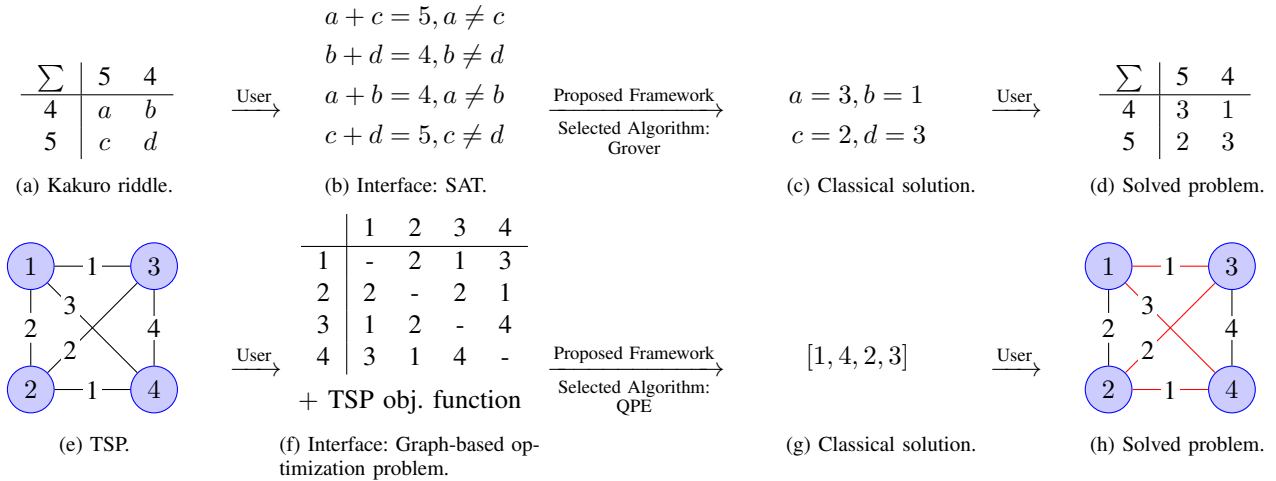 ∑ 5 4
4 a b
5 c d
(a) Kakuro riddle.
User
a + c = 5, a ≠ c
b + d = 4, b ≠ d
a + b = 4, a ≠ b
c + d = 5, c ≠ d
(b) Interface: SAT.
Proposed Framework
Selected Algorithm:
Grover
a = 3, b = 1
c = 2, d = 3
(c) Classical solution.
User
∑ 5 4
4 3 1
5 2 3
(d) Solved problem.
1 1 3
3
2 4
2
2 1 4
(e) TSP.
User
1 2 3 4
1 - 2 1 3
2 2 - 2 1
3 1 2 - 4
4 3 1 4 -
+ TSP obj. function
(f) Interface: Graph-based op-
timization problem.
Proposed Framework
Selected Algorithm:
QPE
[1, 4, 2, 3]
(g) Classical solution.
User
1 1 3
3
2 4
2
2 1 4
(h) Solved problem.